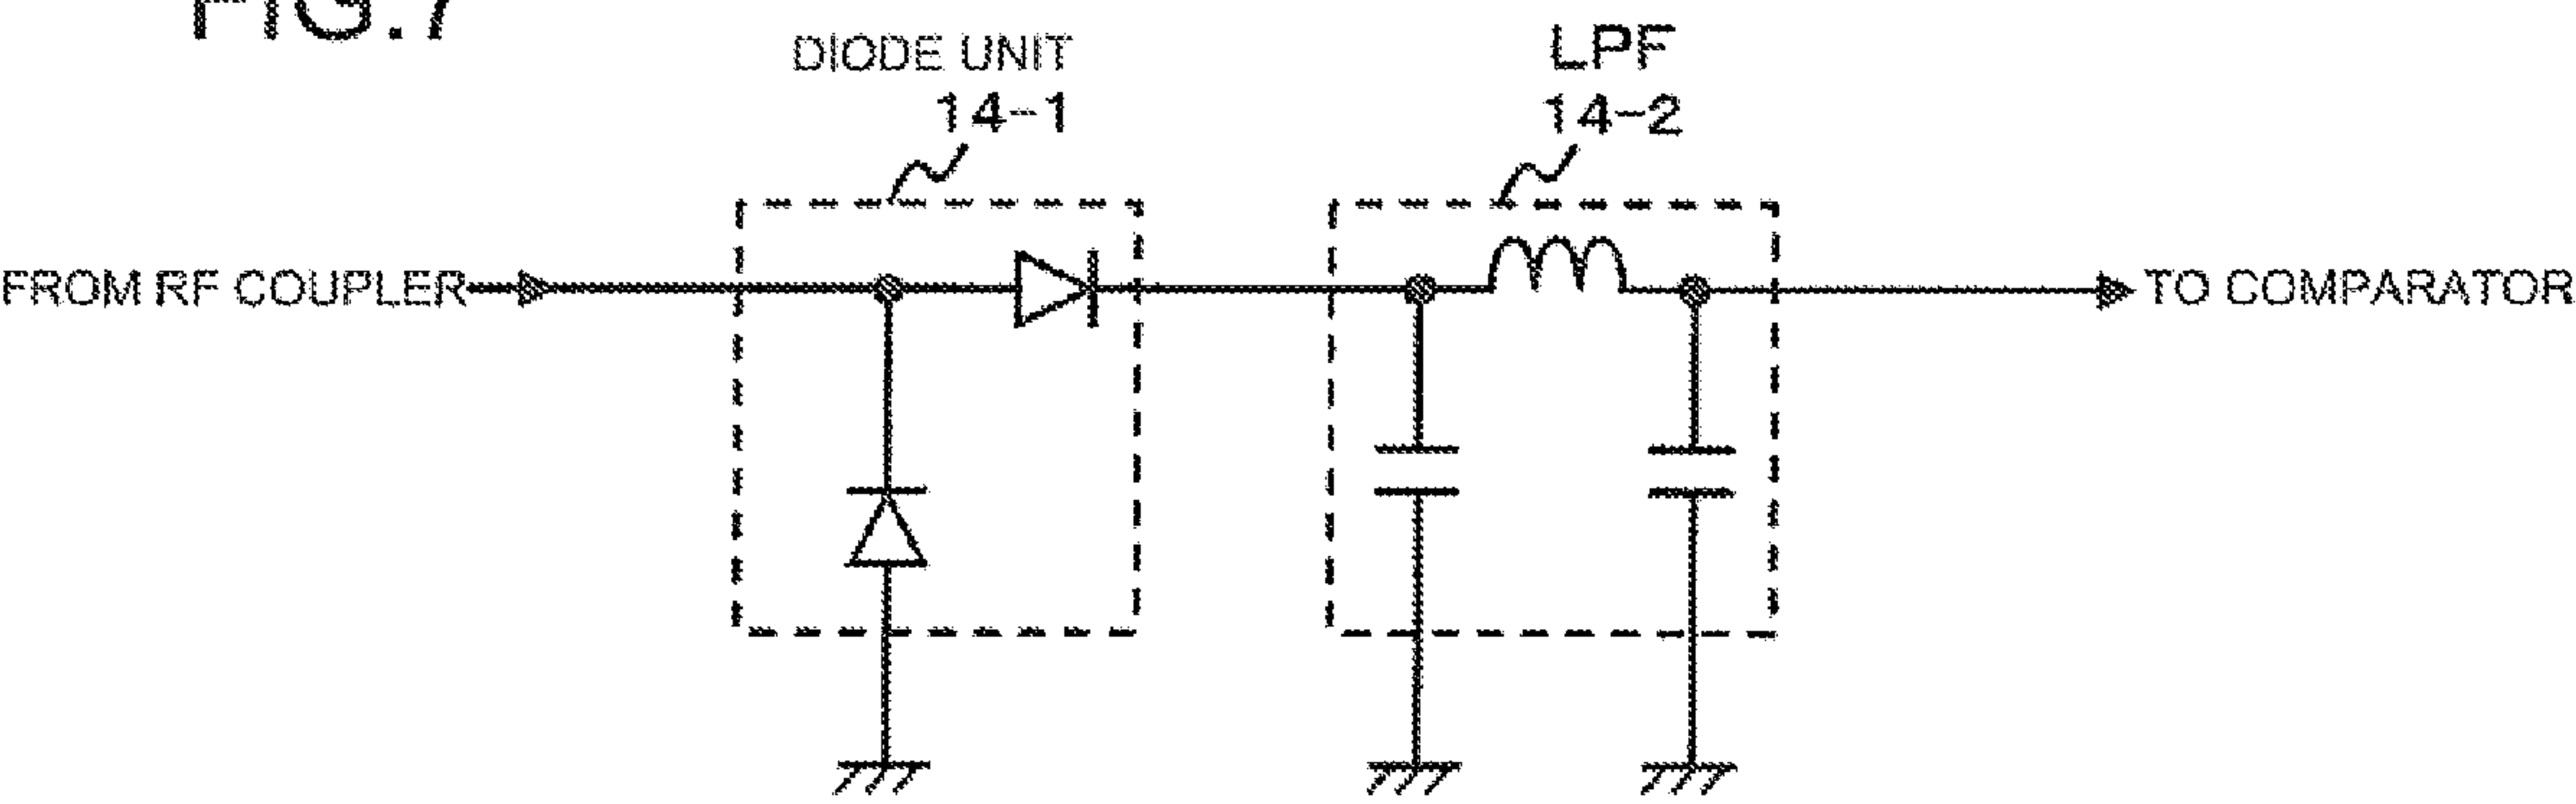 FIG.7
DIODE UNIT
14-1
LPF
14-2
FROM RF COUPLER
TO COMPARATOR